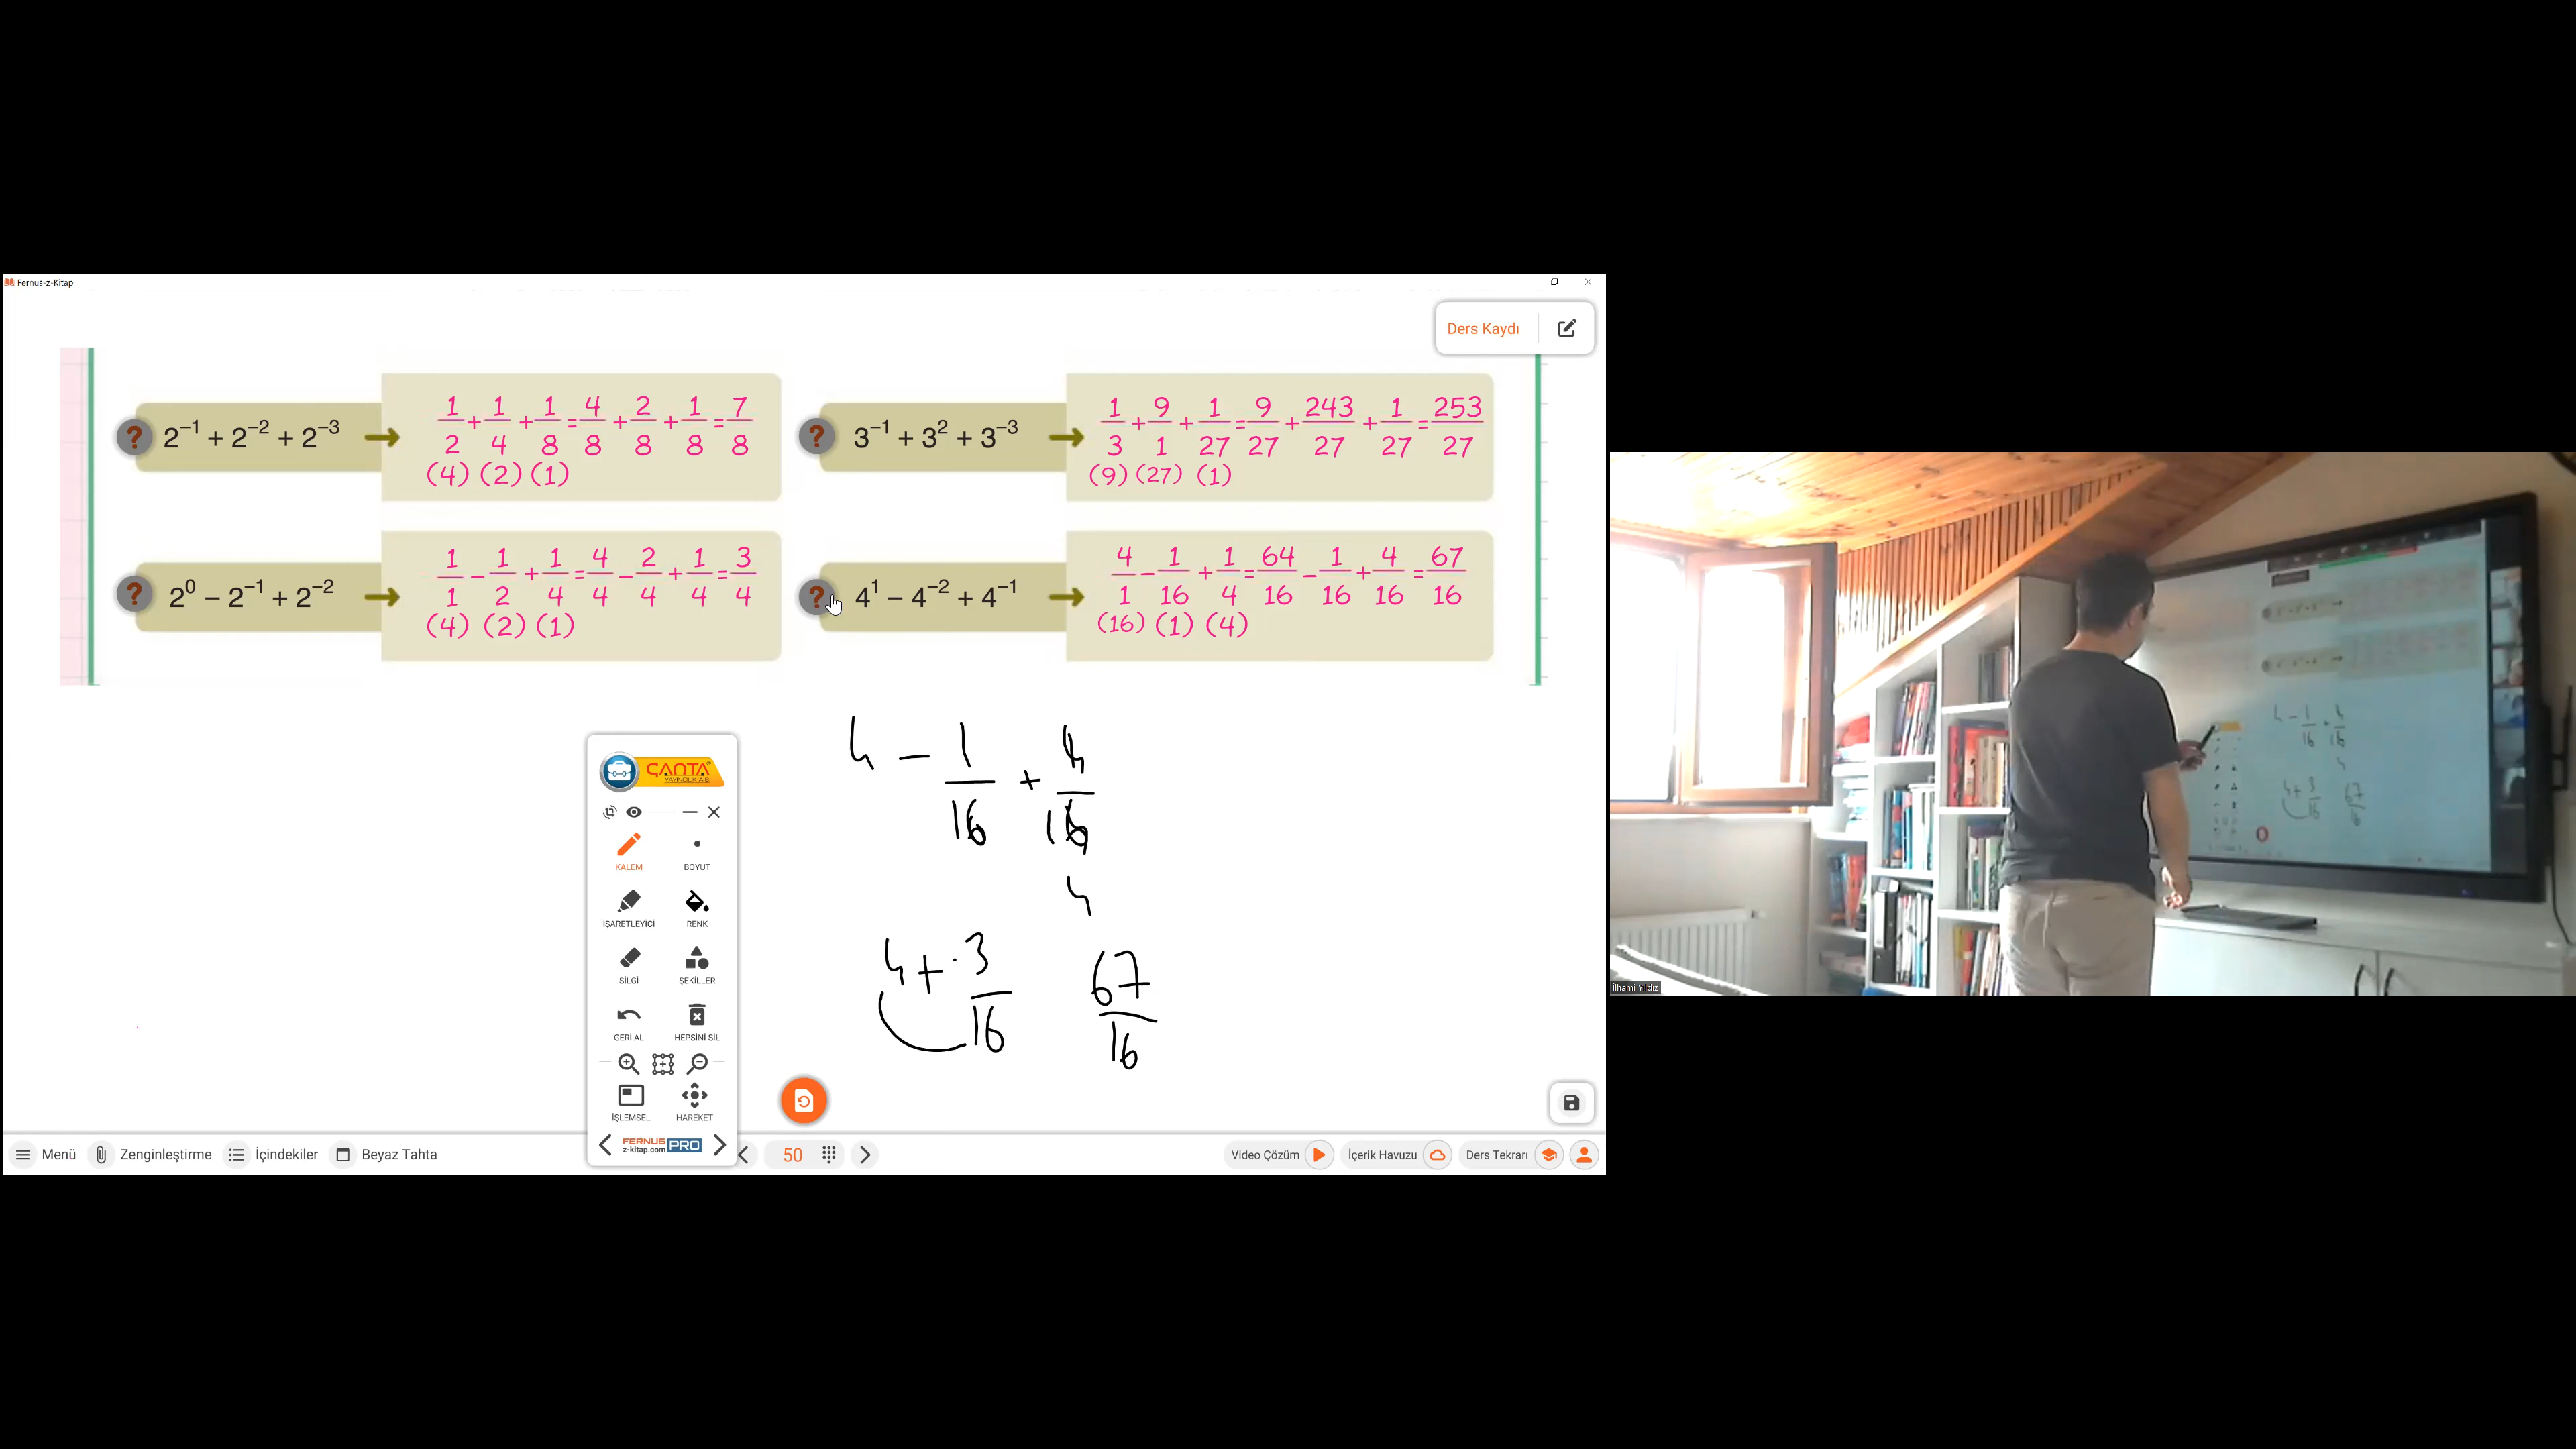 Fernus-z-Kitap
Ders Kaydı
2⁻¹ + 2⁻² + 2⁻³ → 1/2 + 1/4 + 1/8 = 4/8 + 2/8 + 1/8 = 7/8
(4) (2) (1)
3⁻¹ + 3² + 3⁻³ → 1/3 + 9/1 + 1/27 = 9/27 + 243/27 + 1/27 = 253/27
(9) (27) (1)
2⁰ − 2⁻¹ + 2⁻² → 1/1 − 1/2 + 1/4 = 4/4 − 2/4 + 1/4 = 3/4
(4) (2) (1)
4¹ − 4⁻² + 4⁻¹ → 4/1 − 1/16 + 1/4 = 64/16 − 1/16 + 4/16 = 67/16
(16) (1) (4)
4 − 1/16 + 4/16
4
4 + 3/16 67/16
ÇANTA
YAYINCILIK A.Ş.
KALEM BOYUT
İŞARETLEYİCİ RENK
SİLGİ ŞEKİLLER
GERİ AL HEPSİNİ SİL
İŞLEMSEL HAREKET
FERNUS PRO
z-kitap.com
Menü Zenginleştirme İçindekiler Beyaz Tahta 50 Video Çözüm İçerik Havuzu Ders Tekrarı
İlhami Yıldız